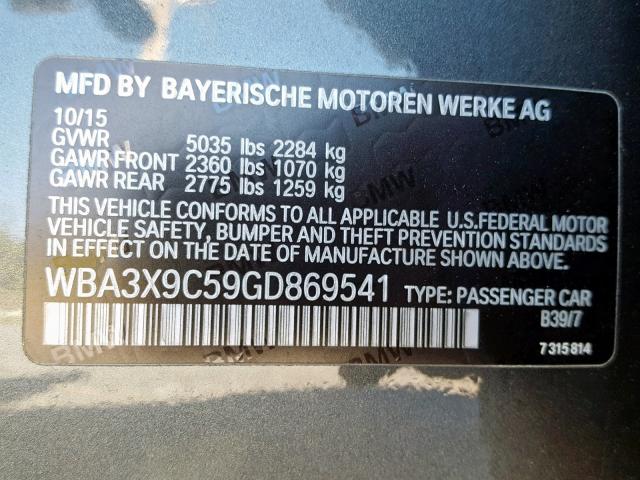 MFD BY BAYERISCHE MOTOREN WERKE AG
10/15
GVWR 5035 lbs 2284 kg
GAWR FRONT 2360 lbs 1070 kg
GAWR REAR 2775 lbs 1259 kg
THIS VEHICLE CONFORMS TO ALL APPLICABLE U.S.FEDERAL MOTOR
VEHICLE SAFETY, BUMPER AND THEFT PREVENTION STANDARDS
IN EFFECT ON THE DATE OF MANUFACTURE SHOWN ABOVE.
WBA3X9C59GD869541 TYPE: PASSENGER CAR
B39/7
7315814